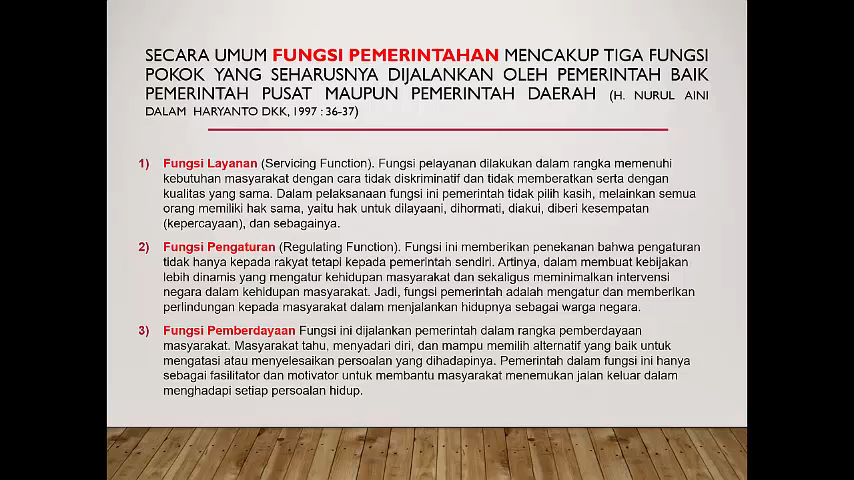 SECARA UMUM FUNGSI PEMERINTAHAN MENCAKUP TIGA FUNGSI
POKOK YANG SEHARUSNYA DIJALANKAN OLEH PEMERINTAH BAIK
PEMERINTAH PUSAT MAUPUN PEMERINTAH DAERAH (H. NURUL AINI
DALAM HARYANTO DKK, 1997 : 36-37)
1) Fungsi Layanan (Servicing Function). Fungsi pelayanan dilakukan dalam rangka memenuhi
kebutuhan masyarakat dengan cara tidak diskriminatif dan tidak memberatkan serta dengan
kualitas yang sama. Dalam pelaksanaan fungsi ini pemerintah tidak pilih kasih, melainkan semua
orang memiliki hak sama, yaitu hak untuk dilayaani, dihormati, diakui, diberi kesempatan
(kepercayaan), dan sebagainya.
2) Fungsi Pengaturan (Regulating Function). Fungsi ini memberikan penekanan bahwa pengaturan
tidak hanya kepada rakyat tetapi kepada pemerintah sendiri. Artinya, dalam membuat kebijakan
lebih dinamis yang mengatur kehidupan masyarakat dan sekaligus meminimalkan intervensi
negara dalam kehidupan masyarakat. Jadi, fungsi pemerintah adalah mengatur dan memberikan
perlindungan kepada masyarakat dalam menjalankan hidupnya sebagai warga negara.
3) Fungsi Pemberdayaan Fungsi ini dijalankan pemerintah dalam rangka pemberdayaan
masyarakat. Masyarakat tahu, menyadari diri, dan mampu memilih alternatif yang baik untuk
mengatasi atau menyelesaikan persoalan yang dihadapinya. Pemerintah dalam fungsi ini hanya
sebagai fasilitator dan motivator untuk membantu masyarakat menemukan jalan keluar dalam
menghadapi setiap persoalan hidup.